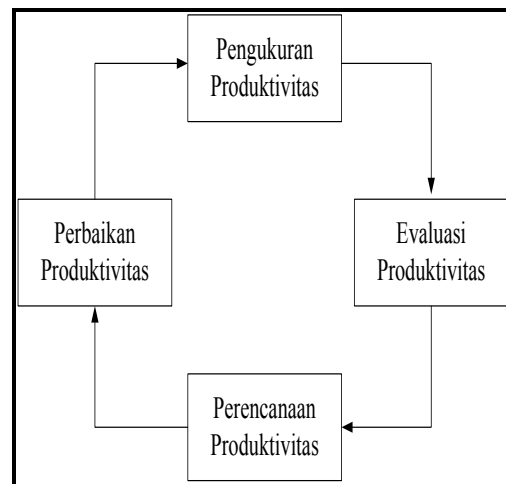 Pengukuran
Produktivitas
Perbaikan
Produktivitas
Evaluasi
Produktivitas
Perencanaan
Produktivitas